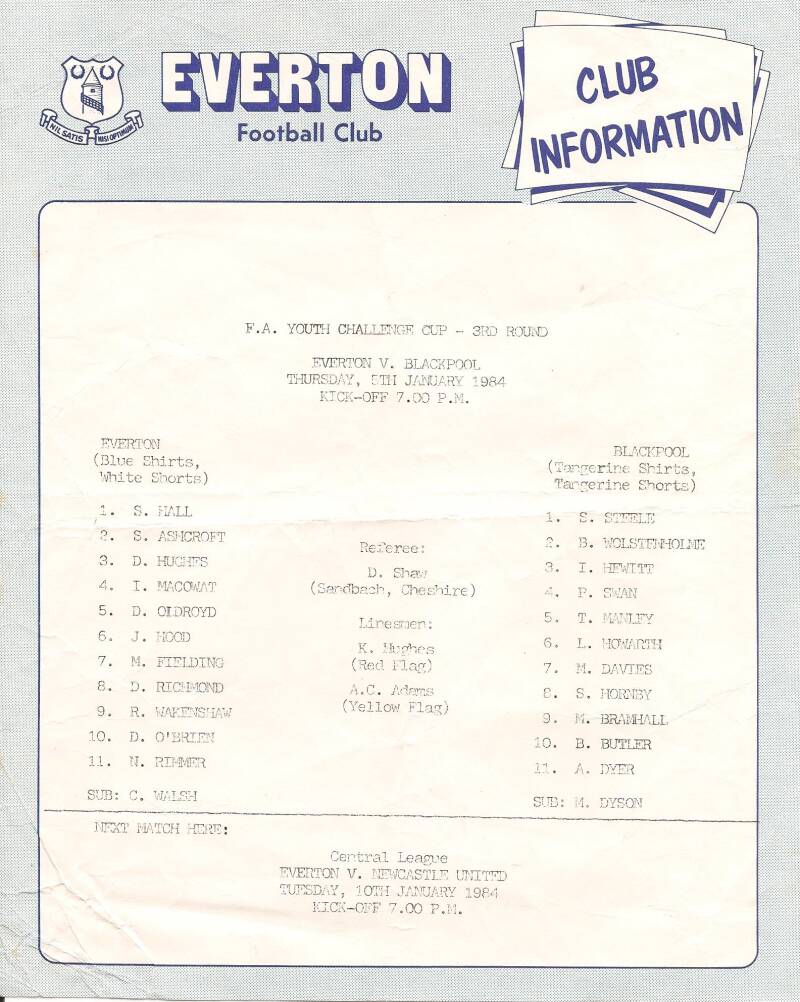 EVERTON
Football Club
NIL SATIS NISI OPTIMUM
CLUB
INFORMATION
F.A. YOUTH CHALLENGE CUP - 3RD ROUND
EVERTON V. BLACKPOOL
THURSDAY, 5TH JANUARY 1984
KICK-OFF 7.00 P.M.
EVERTON
(Blue Shirts,
White Shorts)
1. S. HALL
2. S. ASHCROFT
3. D. HUGHES
4. I. MACOWAT
5. D. OLDROYD
6. J. HOOD
7. M. FIELDING
8. D. RICHMOND
9. R. WAKENSHAW
10. D. O'BRIEN
11. N. RIMMER
SUB: C. WALSH
Referee:
D. Shaw
(Sandbach, Cheshire)
Linesmen:
K. Hughes
(Red Flag)
A.C. Adams
(Yellow Flag)
BLACKPOOL
(Tangerine Shirts,
Tangerine Shorts)
1. S. STEELE
2. B. WOLSTENHOLME
3. I. HEWITT
4. P. SWAN
5. T. MANLEY
6. L. HOWARTH
7. M. DAVIES
8. S. HORNBY
9. M. BRAMHALL
10. B. BUTLER
11. A. DYER
SUB: M. DYSON
NEXT MATCH HERE:
Central League
EVERTON V. NEWCASTLE UNITED
TUESDAY, 10TH JANUARY 1984
KICK-OFF 7.00 P.M.